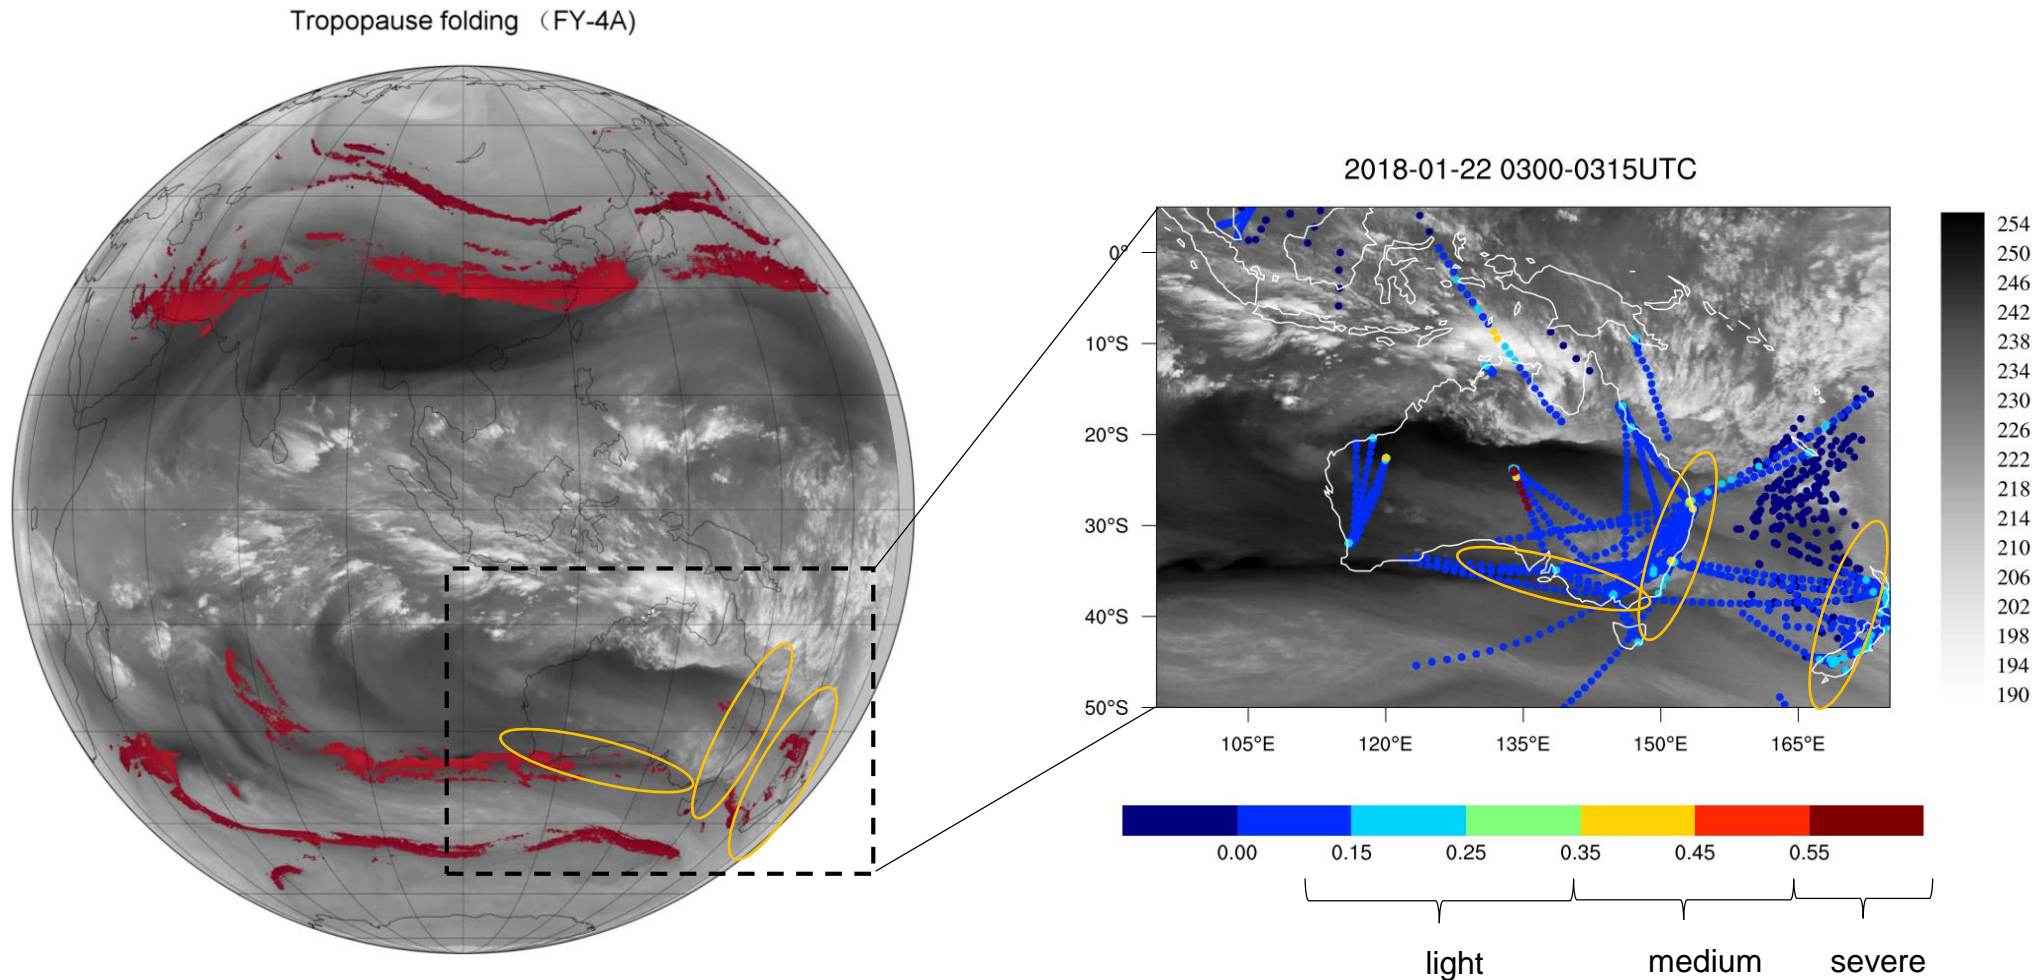 Tropopause folding （FY-4A)
2018-01-22 0300-0315UTC
0°
10°S
20°S
30°S
40°S
50°S
105°E 120°E 135°E 150°E 165°E
254
250
246
242
238
234
230
226
222
218
214
210
206
202
198
194
190
0.00 0.15 0.25 0.35 0.45 0.55
light medium severe